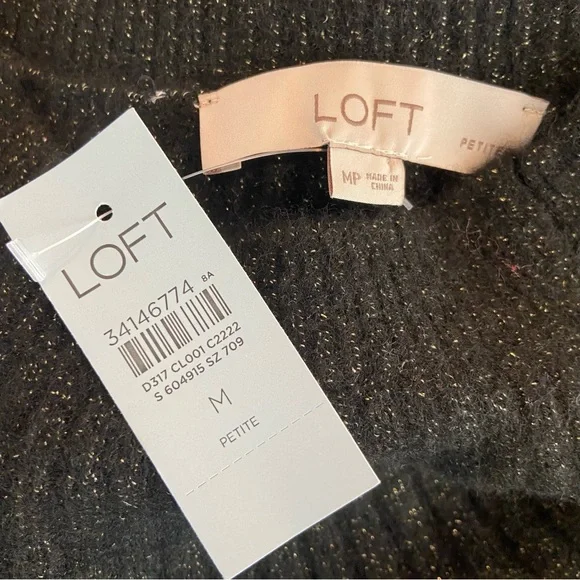 LOFT
PETITE
MP
MADE IN
CHINA
LOFT
34146774 8A
D317 CL001 C2222
S 604915 SZ 709
M
PETITE